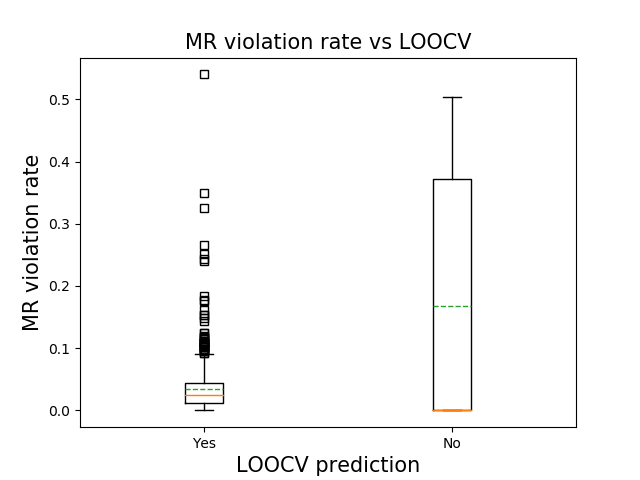 MR violation rate vs LOOCV
MR violation rate
0.5
0.4
0.3
0.2
0.1
0.0
Yes
No
LOOCV prediction